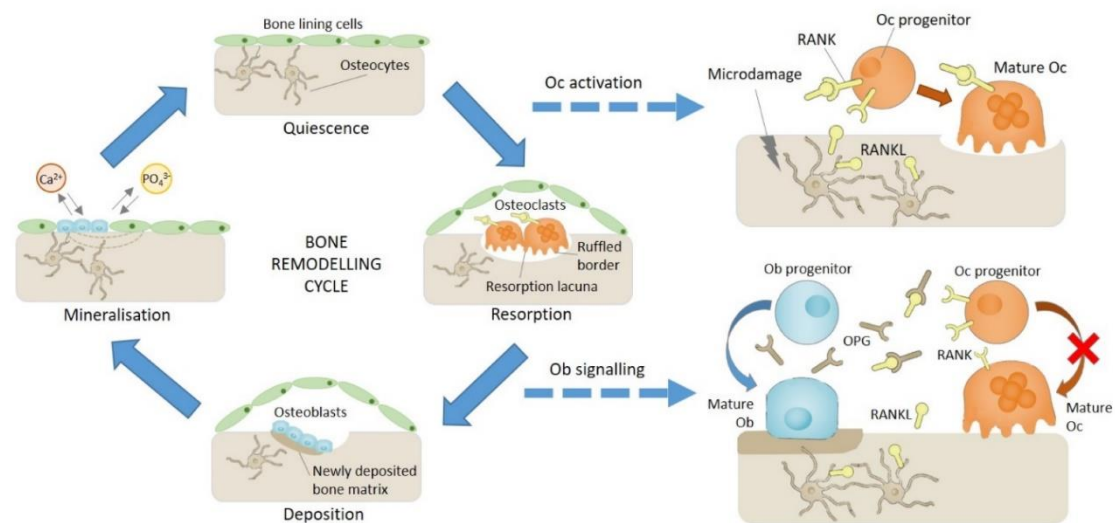 Bone lining cells
Osteocytes
Quiescence
Oc activation
Oc progenitor
RANK
Microdamage
Mature Oc
RANKL
Ca²⁺
PO₄³⁻
Mineralisation
BONE
REMODELLING
CYCLE
Osteoclasts
Ruffled
border
Resorption lacuna
Resorption
Ob signalling
Ob progenitor
Oc progenitor
OPG
RANK
Mature
Ob
RANKL
Mature
Oc
Osteoblasts
Newly deposited
bone matrix
Deposition